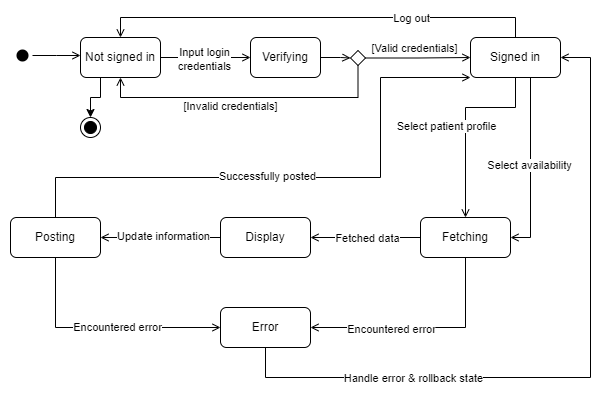 Log out
Not signed in
Input login
credentials
Verifying
[Valid credentials]
Signed in
[Invalid credentials]
Select patient profile
Select availability
Successfully posted
Posting
Update information
Display
Fetched data
Fetching
Encountered error
Error
Encountered error
Handle error & rollback state